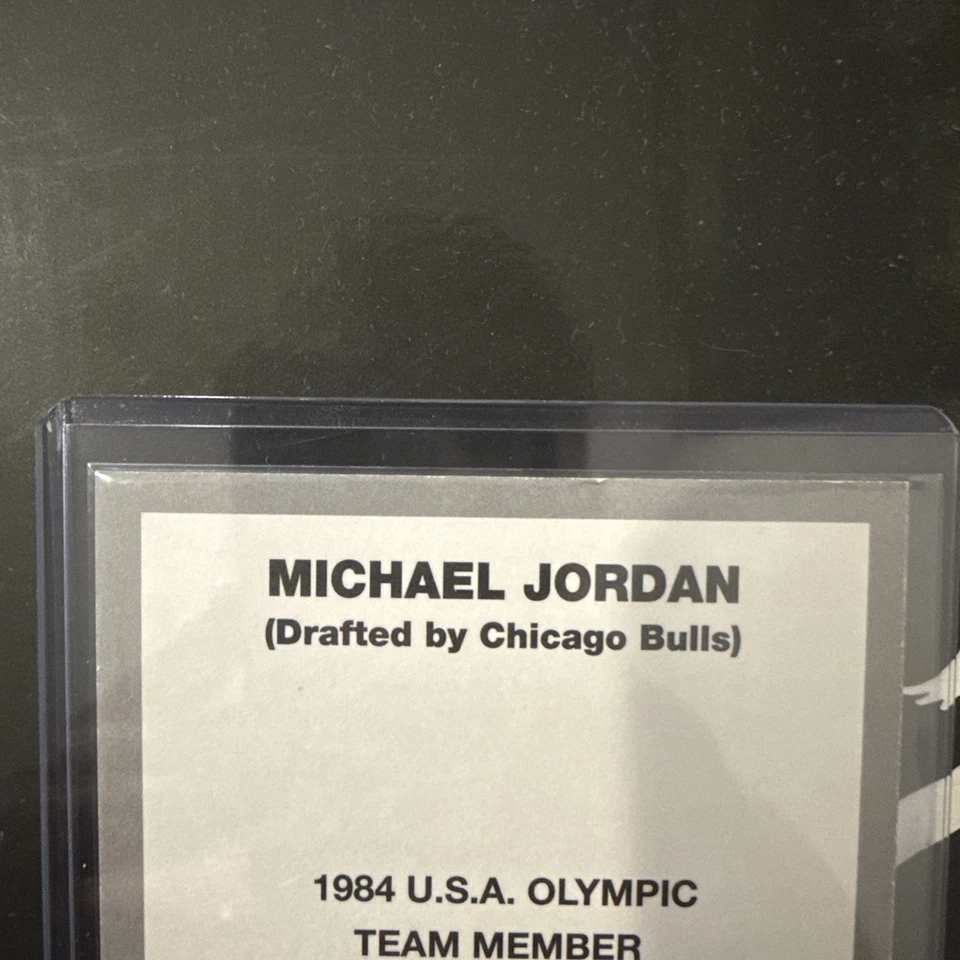 MICHAEL JORDAN
(Drafted by Chicago Bulls)
1984 U.S.A. OLYMPIC
TEAM MEMBER